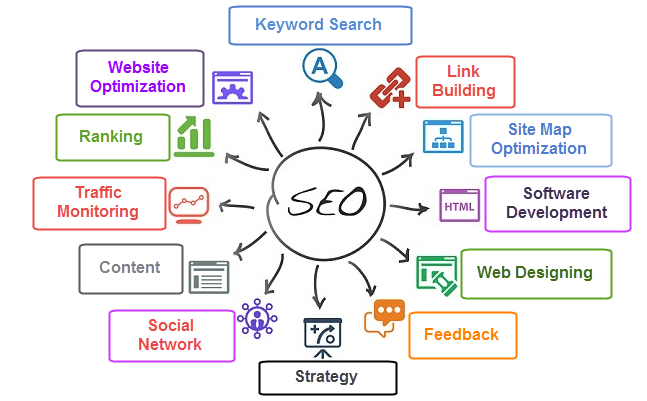 Keyword Search
Website
Optimization
A
Link
Building
Ranking
Site Map
Optimization
SEO
Traffic
Monitoring
HTML
Software
Development
Content
Web Designing
Social
Network
Feedback
Strategy